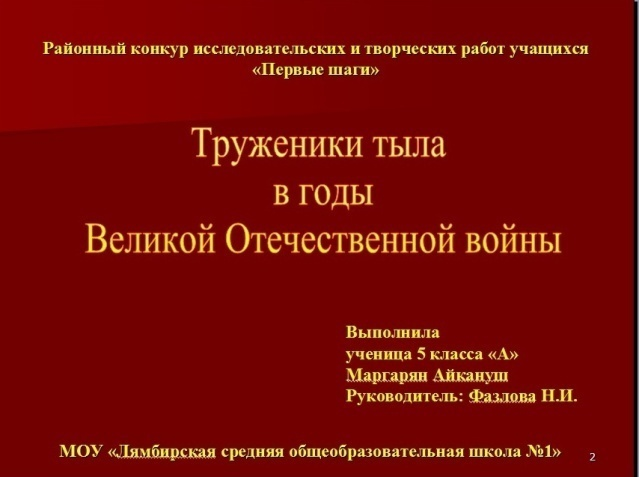 Районный конкур исследовательских и творческих работ учащихся
«Первые шаги»
Труженики тыла
в годы
Великой Отечественной войны
Выполнила
ученица 5 класса «А»
Маргарян Айкануш
Руководитель: Фазлова Н.И.
МОУ «Лямбирская средняя общеобразовательная школа №1»
2